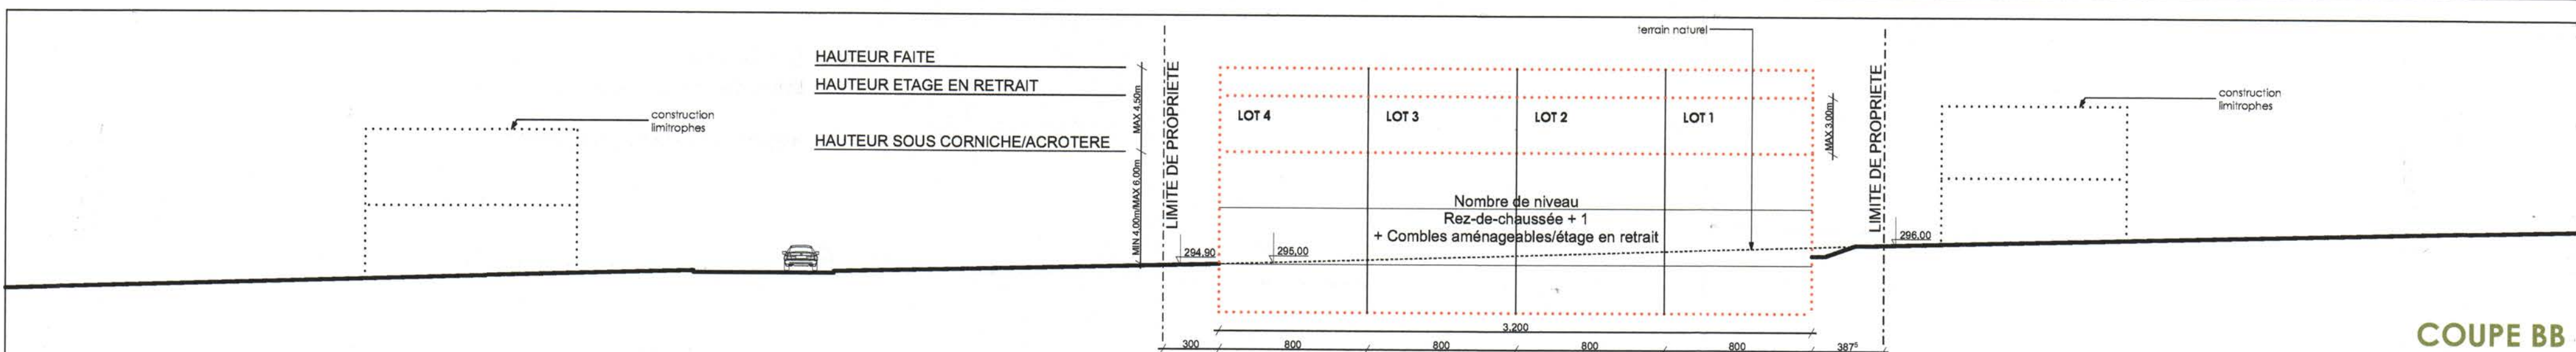 terrain naturel
HAUTEUR FAITE
HAUTEUR ETAGE EN RETRAIT
HAUTEUR SOUS CORNICHE/ACROTERE
construction
limitrophes
MAX 4.50m
MIN 4.00m/MAX 6.00m
LIMITE DE PROPRIETE
LOT 4
LOT 3
LOT 2
LOT 1
MAX 3.00m
LIMITE DE PROPRIETE
construction
limitrophes
Nombre de niveau
Rez-de-chaussée + 1
+ Combles aménageables/étage en retrait
294.90
295.00
296.00
3.200
300
800
800
800
800
387⁵
COUPE BB